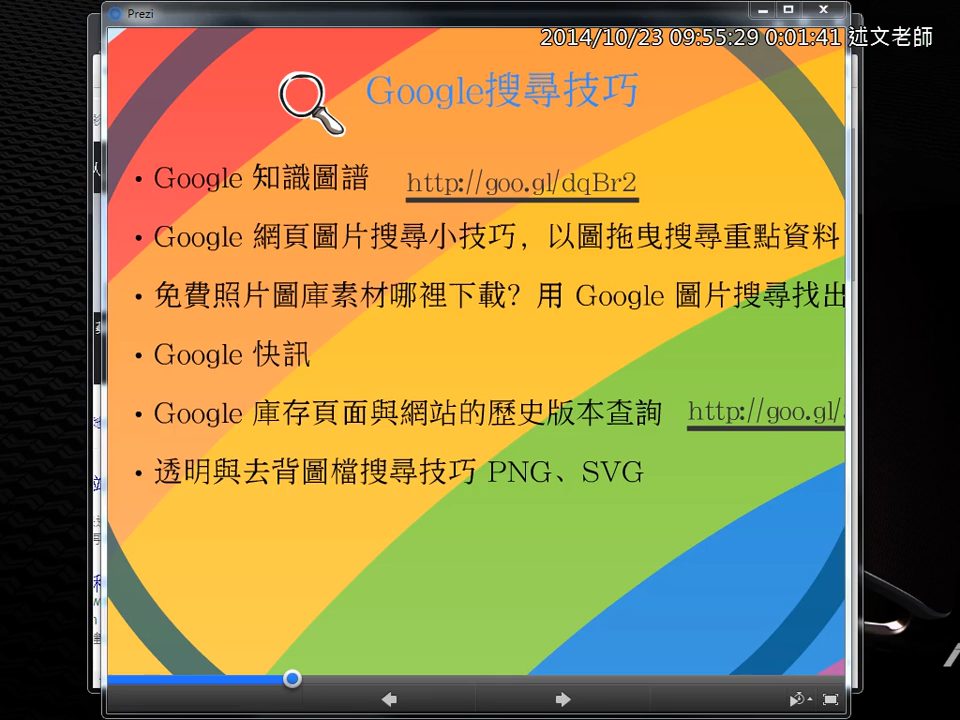 Prezi
2014/10/23 09:55:29 0:01:41 述文老師
Google搜尋技巧
• Google 知識圖譜 http://goo.gl/dqBr2
• Google 網頁圖片搜尋小技巧，以圖拖曳搜尋重點資料
• 免費照片圖庫素材哪裡下載？用 Google 圖片搜尋找出
• Google 快訊
• Google 庫存頁面與網站的歷史版本查詢 http://goo.gl/
• 透明與去背圖檔搜尋技巧 PNG、SVG